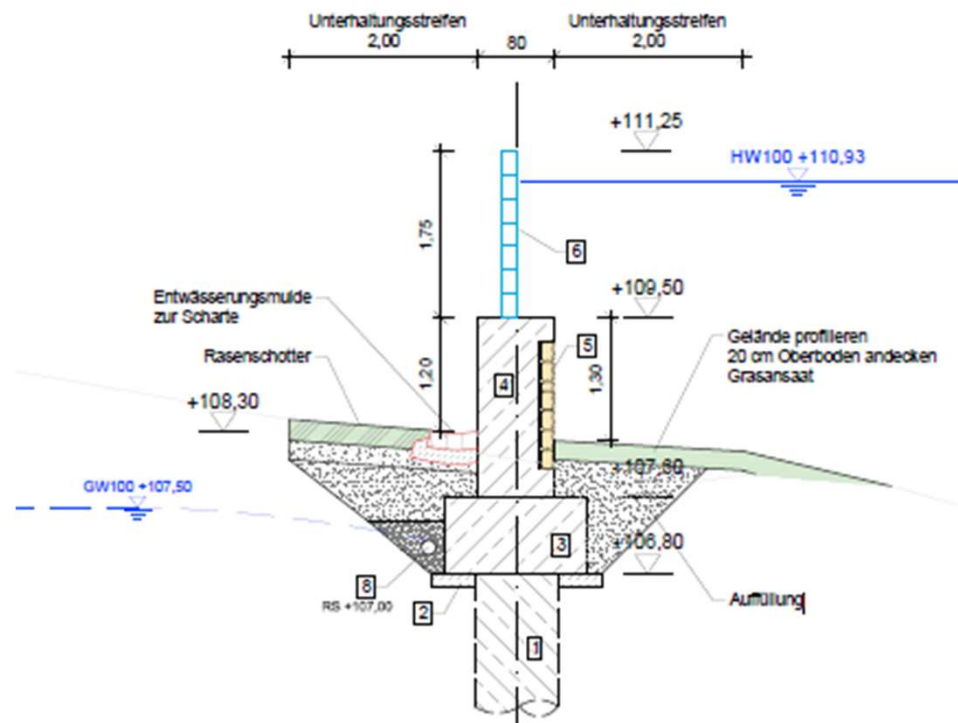 Unterhaltungsstreifen
2,00
80
Unterhaltungsstreifen
2,00
+111,25
HW100 +110,93
1,75
6
Entwässerungsmulde
zur Scharte
+109,50
Rasenschotter
5
Gelände profilieren
20 cm Oberboden andecken
Grasansaat
1,20
4
1,30
+108,30
GW100 +107,50
3
+106,80
8
RS +107,00
2
Auffüllung
1